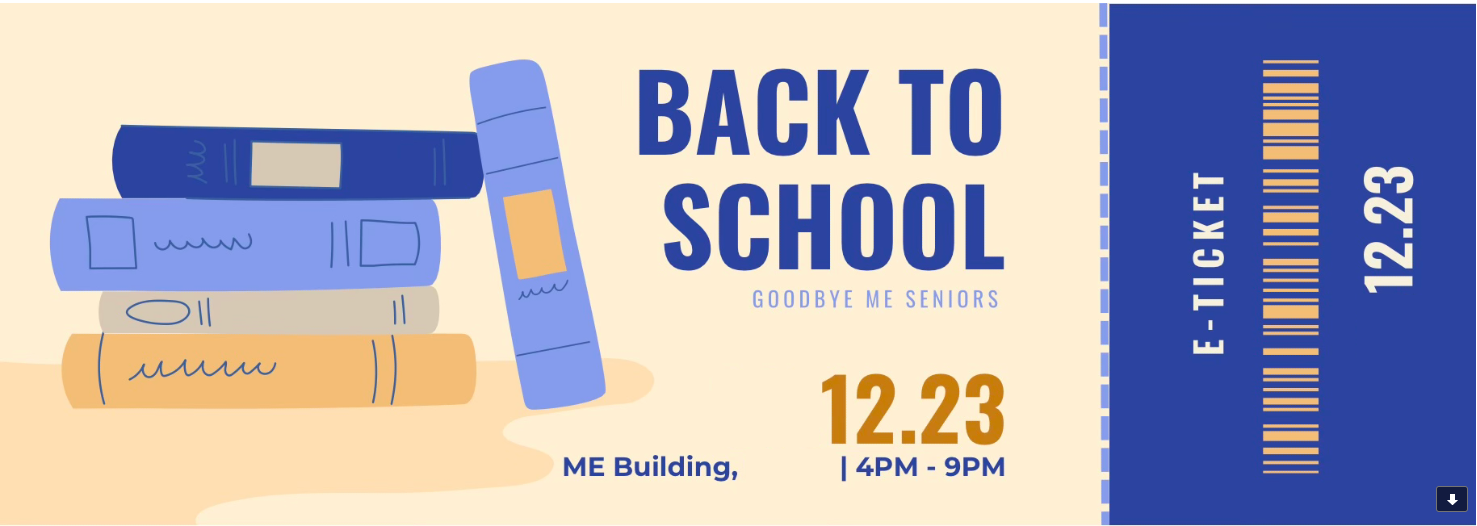 BACK TO
SCHOOL
GOODBYE ME SENIORS
12.23
ME Building, | 4PM - 9PM
E-TICKET
12.23